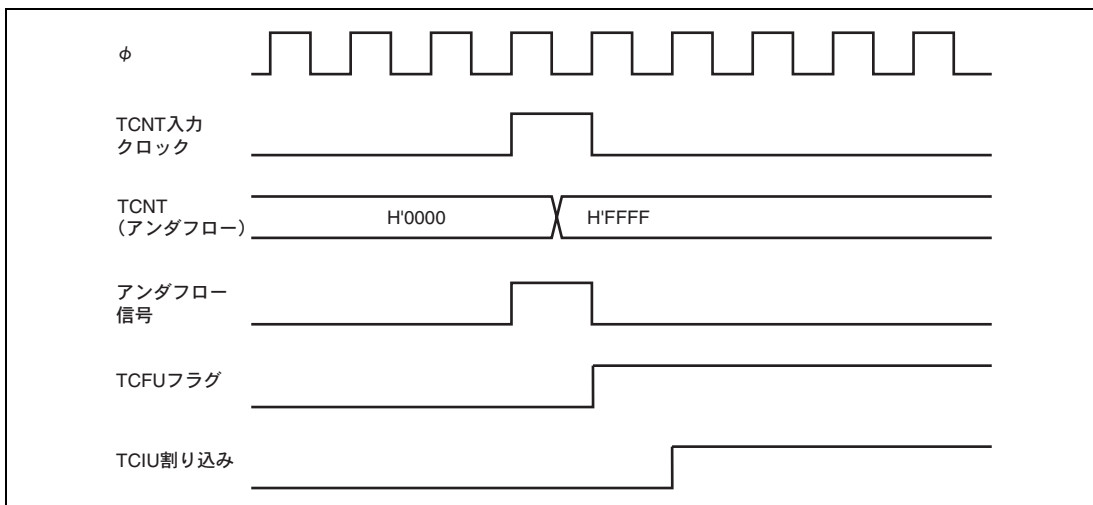 φ
TCNT入力
クロック
TCNT
（アンダフロー）
H'0000
H'FFFF
アンダフロー
信号
TCFUフラグ
TCIU割り込み